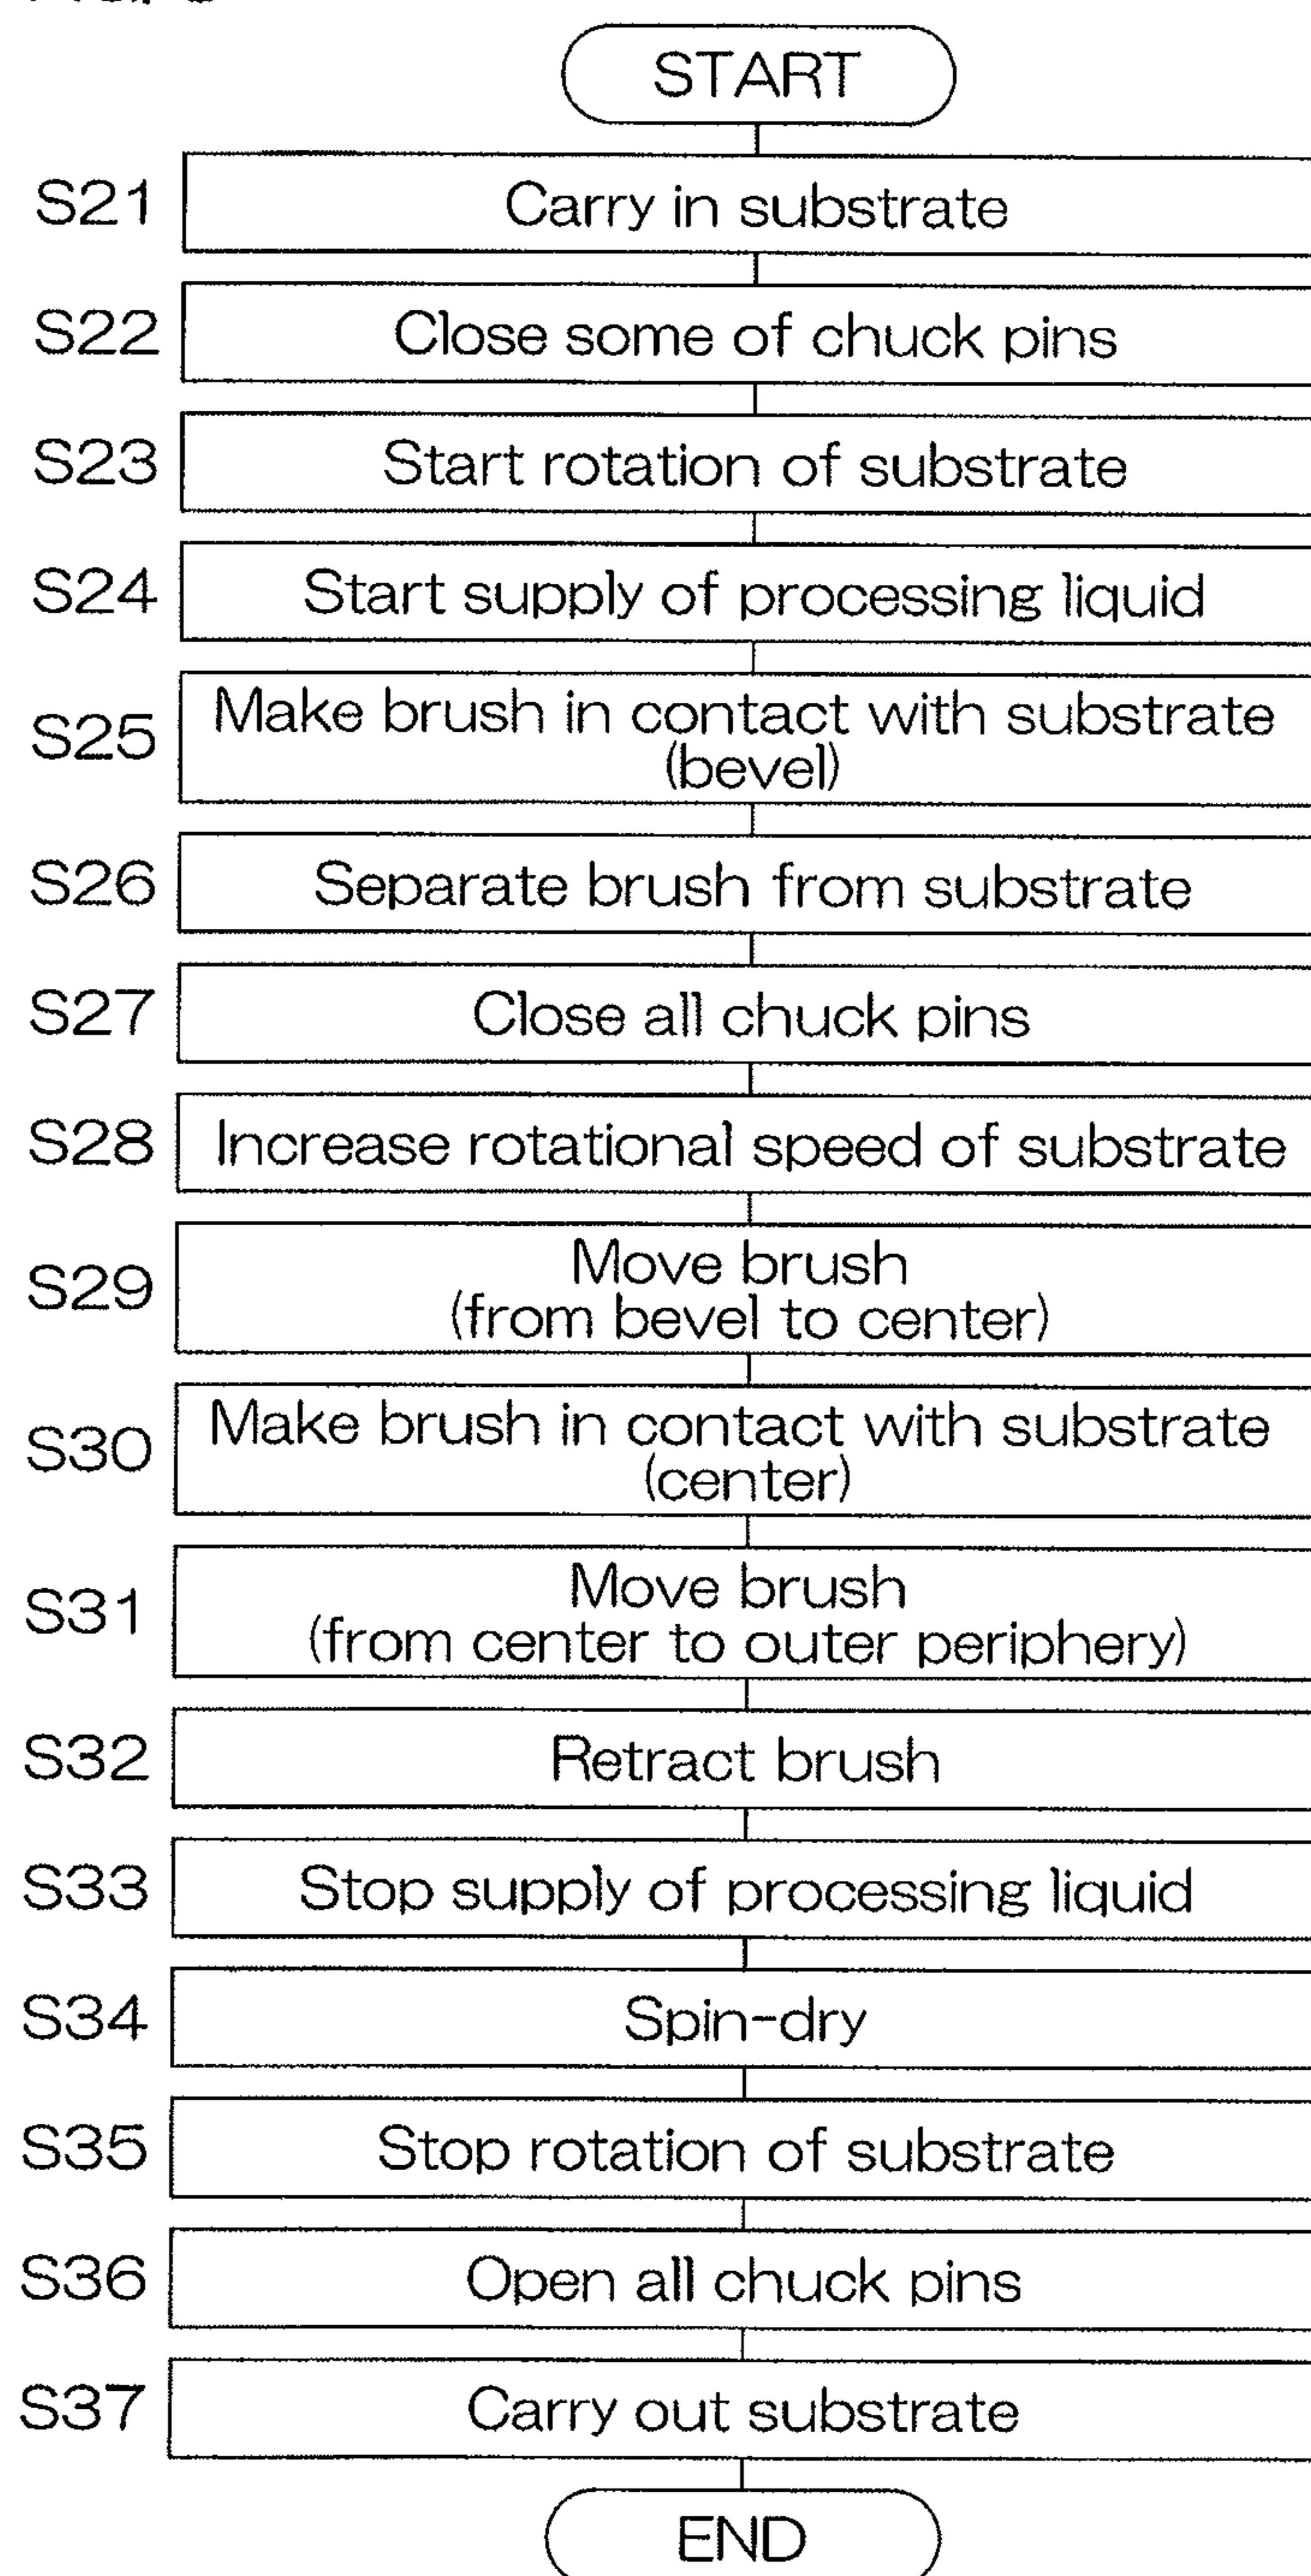 START
S21 Carry in substrate
S22 Close some of chuck pins
S23 Start rotation of substrate
S24 Start supply of processing liquid
S25 Make brush in contact with substrate
(bevel)
S26 Separate brush from substrate
S27 Close all chuck pins
S28 Increase rotational speed of substrate
S29 Move brush
(from bevel to center)
S30 Make brush in contact with substrate
(center)
S31 Move brush
(from center to outer periphery)
S32 Retract brush
S33 Stop supply of processing liquid
S34 Spin-dry
S35 Stop rotation of substrate
S36 Open all chuck pins
S37 Carry out substrate
END